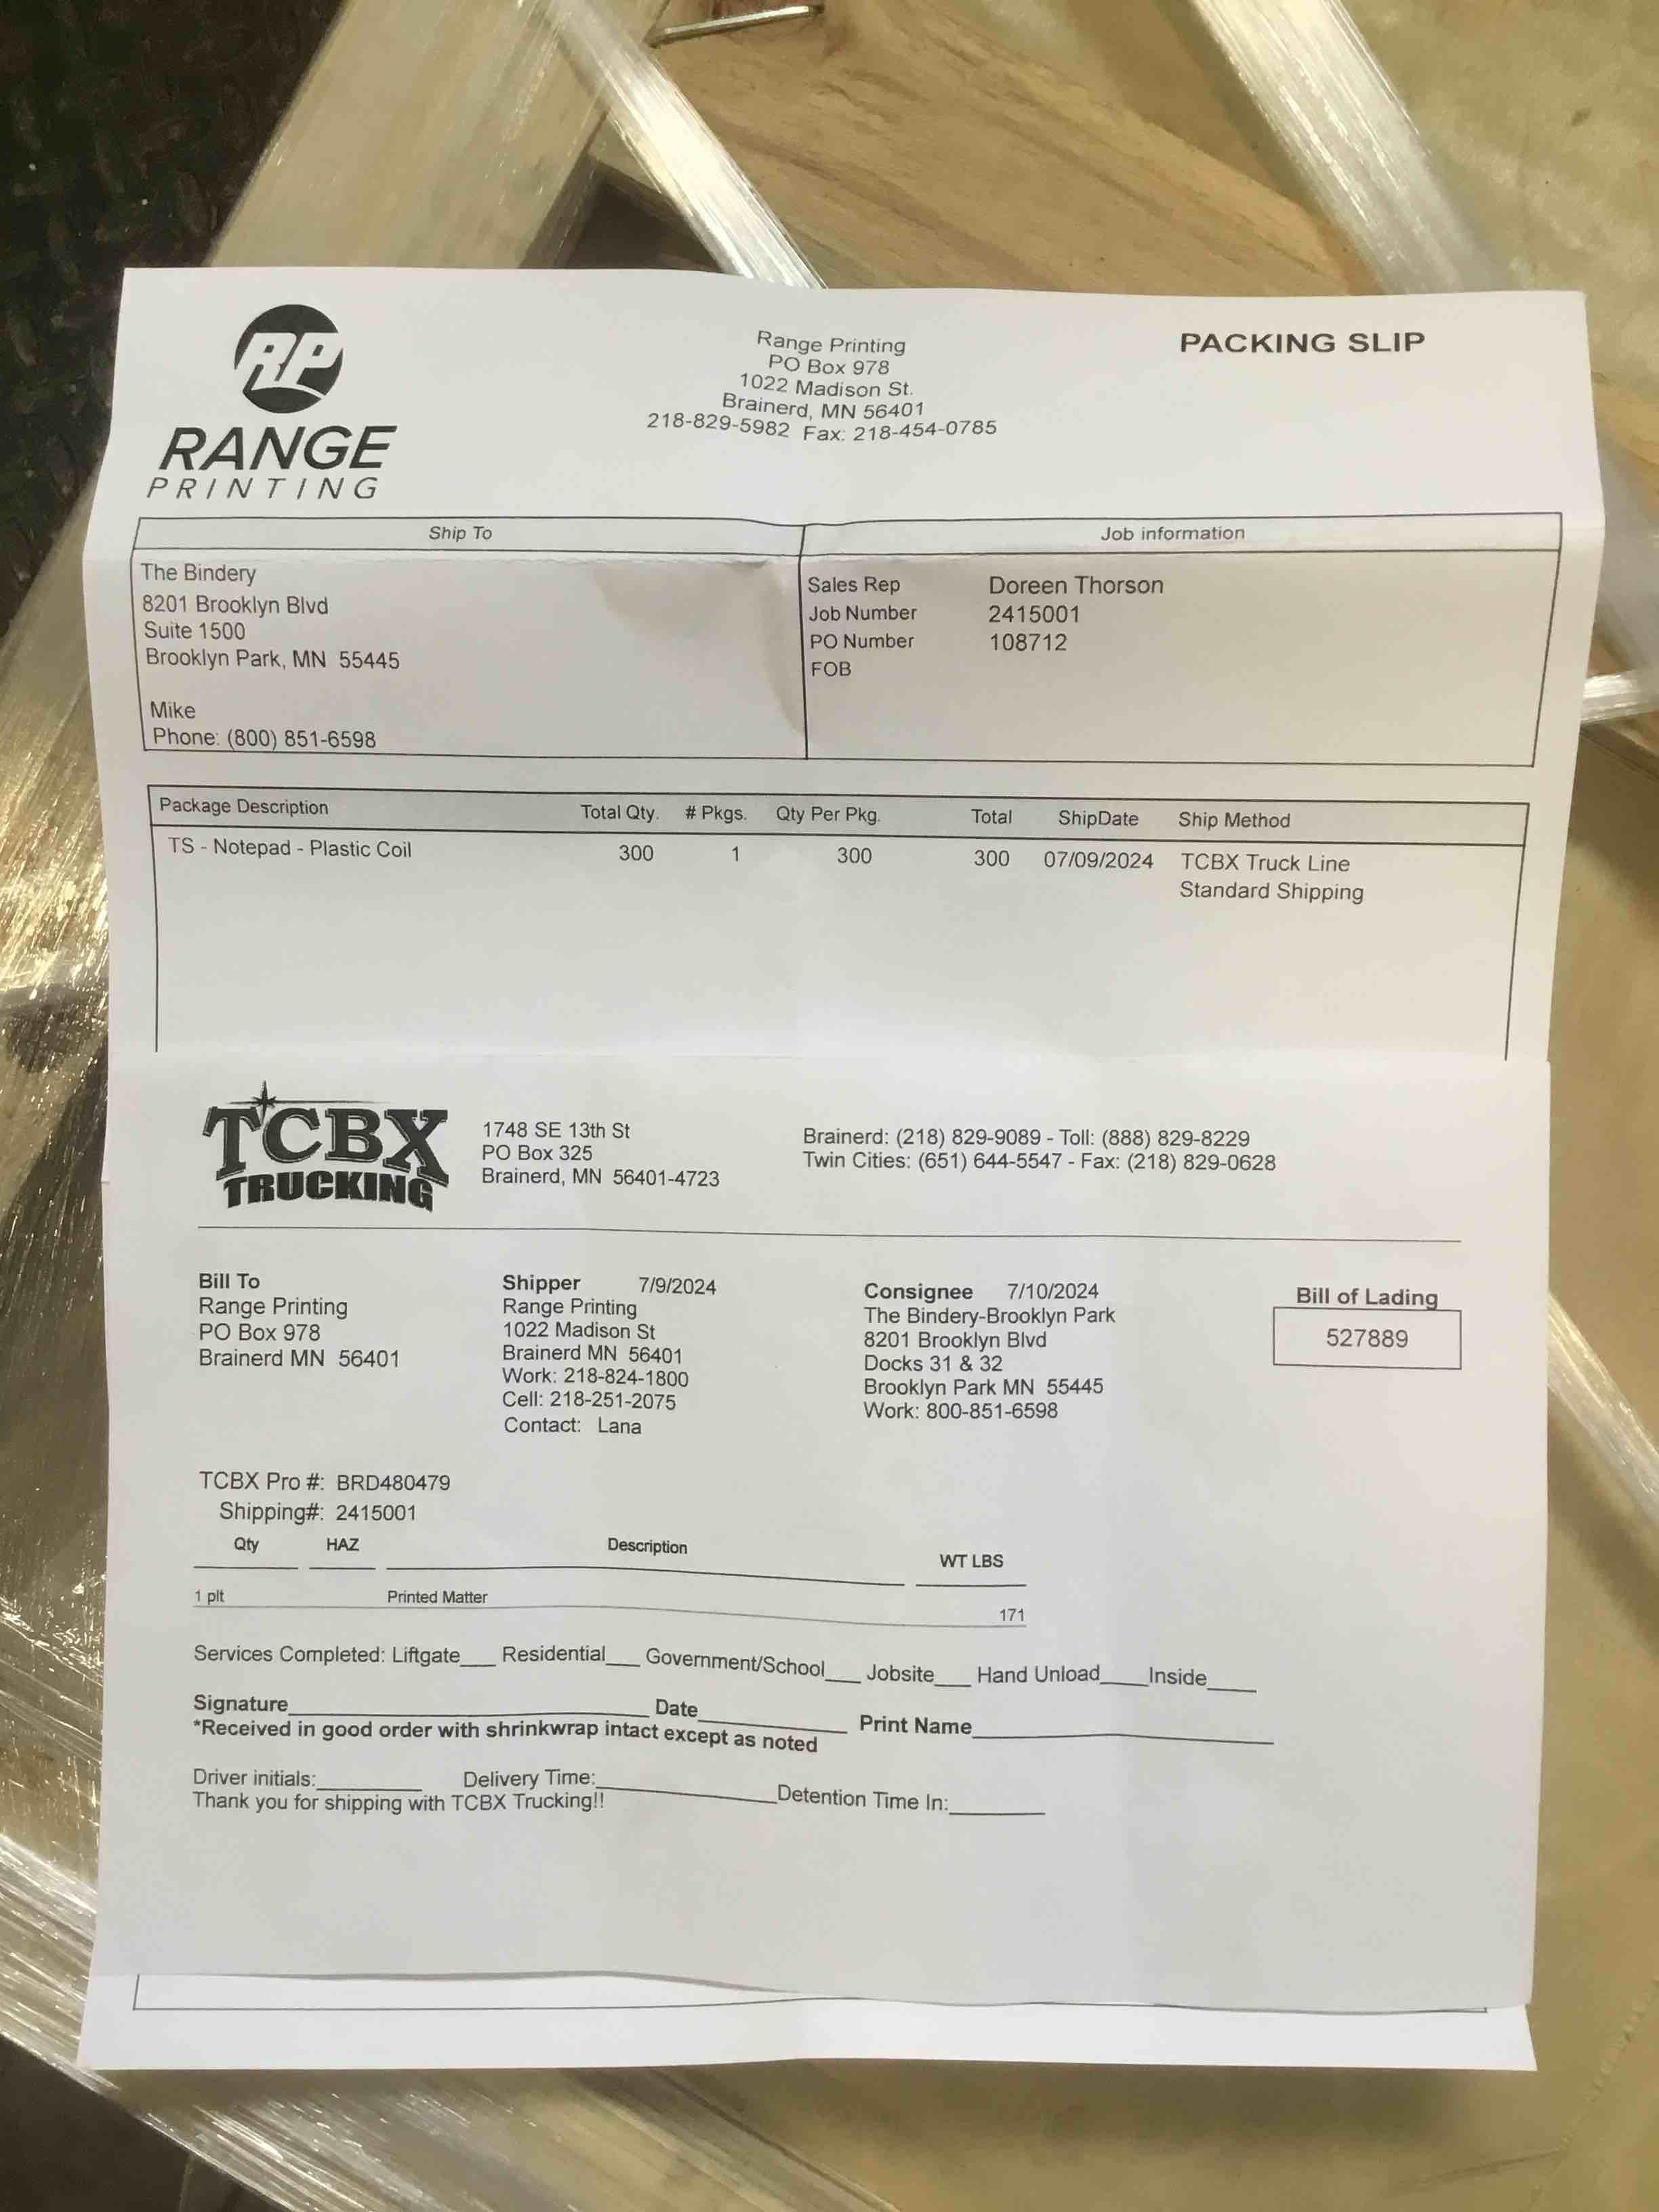 RP
RANGE
PRINTING
Range Printing
PO Box 978
1022 Madison St.
Brainerd, MN 56401
218-829-5982 Fax: 218-454-0785
PACKING SLIP
Ship To
The Bindery
8201 Brooklyn Blvd
Suite 1500
Brooklyn Park, MN 55445
Mike
Phone: (800) 851-6598
Job information
Sales Rep Doreen Thorson
Job Number 2415001
PO Number 108712
FOB
Package Description Total Qty. # Pkgs. Qty Per Pkg. Total ShipDate Ship Method
TS - Notepad - Plastic Coil 300 1 300 300 07/09/2024 TCBX Truck Line
Standard Shipping
TCBX
TRUCKING
1748 SE 13th St
PO Box 325
Brainerd, MN 56401-4723
Brainerd: (218) 829-9089 - Toll: (888) 829-8229
Twin Cities: (651) 644-5547 - Fax: (218) 829-0628
Bill To
Range Printing
PO Box 978
Brainerd MN 56401
Shipper 7/9/2024
Range Printing
1022 Madison St
Brainerd MN 56401
Work: 218-824-1800
Cell: 218-251-2075
Contact: Lana
Consignee 7/10/2024
The Bindery-Brooklyn Park
8201 Brooklyn Blvd
Docks 31 & 32
Brooklyn Park MN 55445
Work: 800-851-6598
Bill of Lading
527889
TCBX Pro #: BRD480479
Shipping#: 2415001
Qty HAZ Description WT LBS
1 plt Printed Matter 171
Services Completed: Liftgate___ Residential___ Government/School___ Jobsite___ Hand Unload____Inside____
Signature____ Date____ Print Name____
*Received in good order with shrinkwrap intact except as noted
Driver initials:____ Delivery Time:____ Detention Time In:____
Thank you for shipping with TCBX Trucking!!